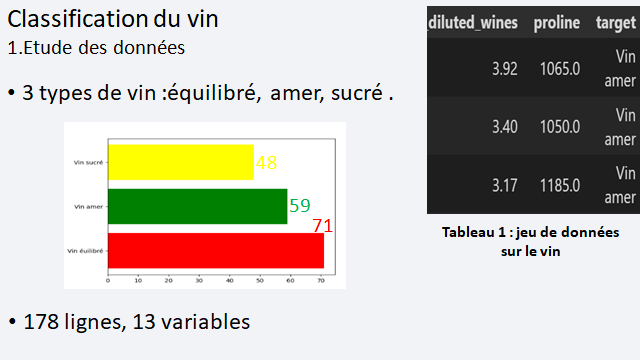 Classification du vin
1.Etude des données
• 3 types de vin :équilibré, amer, sucré .
Vin sucré 48
Vin amer 59
71
Vin éuilibré
0 10 20 30 40 50 60 70
• 178 lignes, 13 variables
_diluted_wines proline target
3.92 1065.0 Vin amer
3.40 1050.0 Vin amer
3.17 1185.0 Vin amer
Tableau 1 : jeu de données
sur le vin